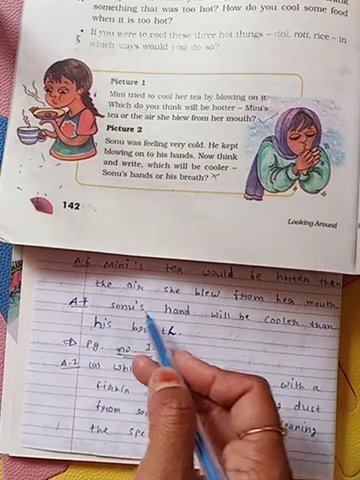 something that was too hot? How do you cool some food
when it is too hot?
• If you were to cool these three hot things – dal, roti, rice – in
which ways would you do so?
Picture 1
Mini tried to cool her tea by blowing on it.
Which do you think will be hotter – Mini's
tea or the air she blew from her mouth?
Picture 2
Sonu was feeling very cold. He kept
blowing on to his hands. Now think
and write, which will be cooler –
Sonu's hands or his breath?
142
Looking Around
A-6 Mini's tea would be hotter than
the air she blew from her mouth
A-7 Sonu's hand will be cooler than
his
Pg. no.
A-1 (a)
with a
from dust
the